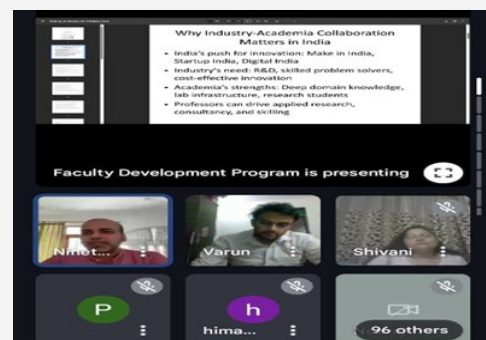 Why Industry-Academia Collaboration
Matters in India
• India's push for innovation: Make in India,
Startup India, Digital India
• Industry's need: R&D, skilled problem solvers,
cost-effective innovation
• Academia's strengths: Deep domain knowledge,
lab infrastructure, research students
• Professors can drive applied research,
consultancy, and skilling
Faculty Development Program is presenting
Varun
Shivani
P
h
hima...
96 others